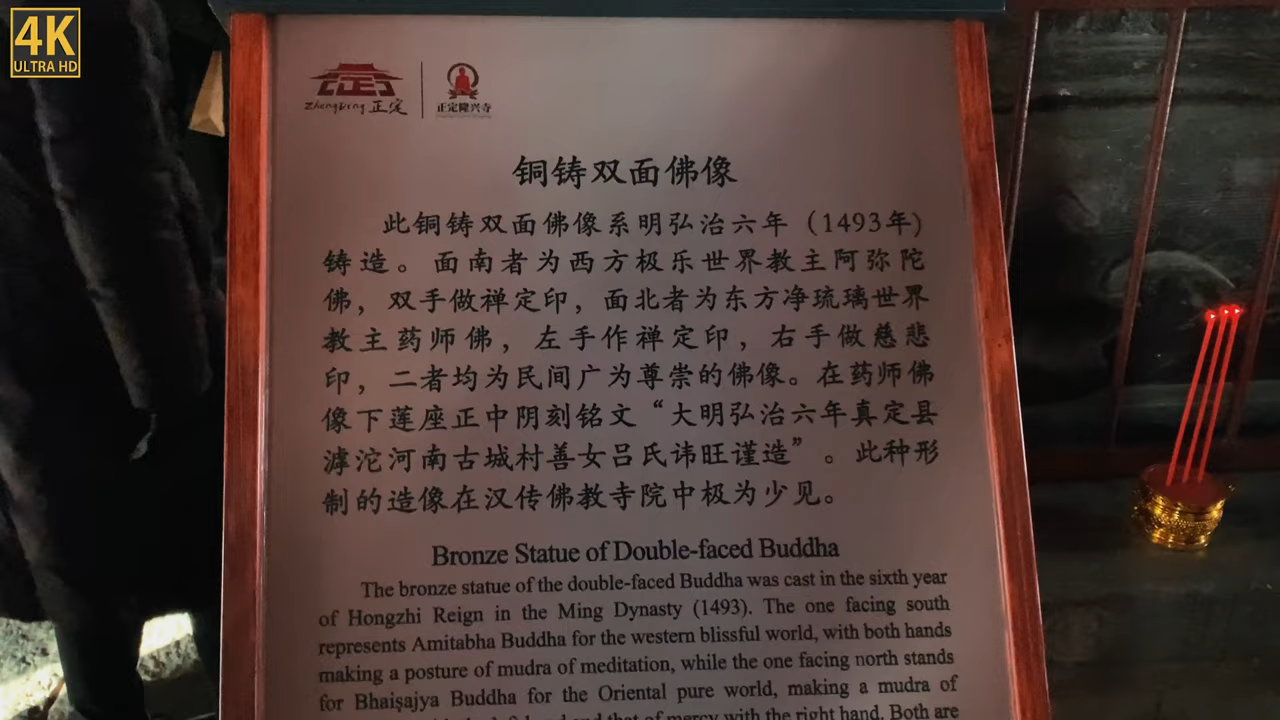 4K
ULTRA HD
ZhengDing 正定
正定隆兴寺
铜铸双面佛像
此铜铸双面佛像系明弘治六年（1493年）
铸造。面南者为西方极乐世界教主阿弥陀
佛，双手做禅定印，面北者为东方净琉璃世界
教主药师佛，左手作禅定印，右手做慈悲
印，二者均为民间广为尊崇的佛像。在药师佛
像下莲座正中阴刻铭文“大明弘治六年真定县
滹沱河南古城村善女吕氏讳旺谨造”。此种形
制的造像在汉传佛教寺院中极为少见。
Bronze Statue of Double-faced Buddha
The bronze statue of the double-faced Buddha was cast in the sixth year
of Hongzhi Reign in the Ming Dynasty (1493). The one facing south
represents Amitabha Buddha for the western blissful world, with both hands
making a posture of mudra of meditation, while the one facing north stands
for Bhaiṣajya Buddha for the Oriental pure world, making a mudra of
and that of mercy with the right hand. Both are